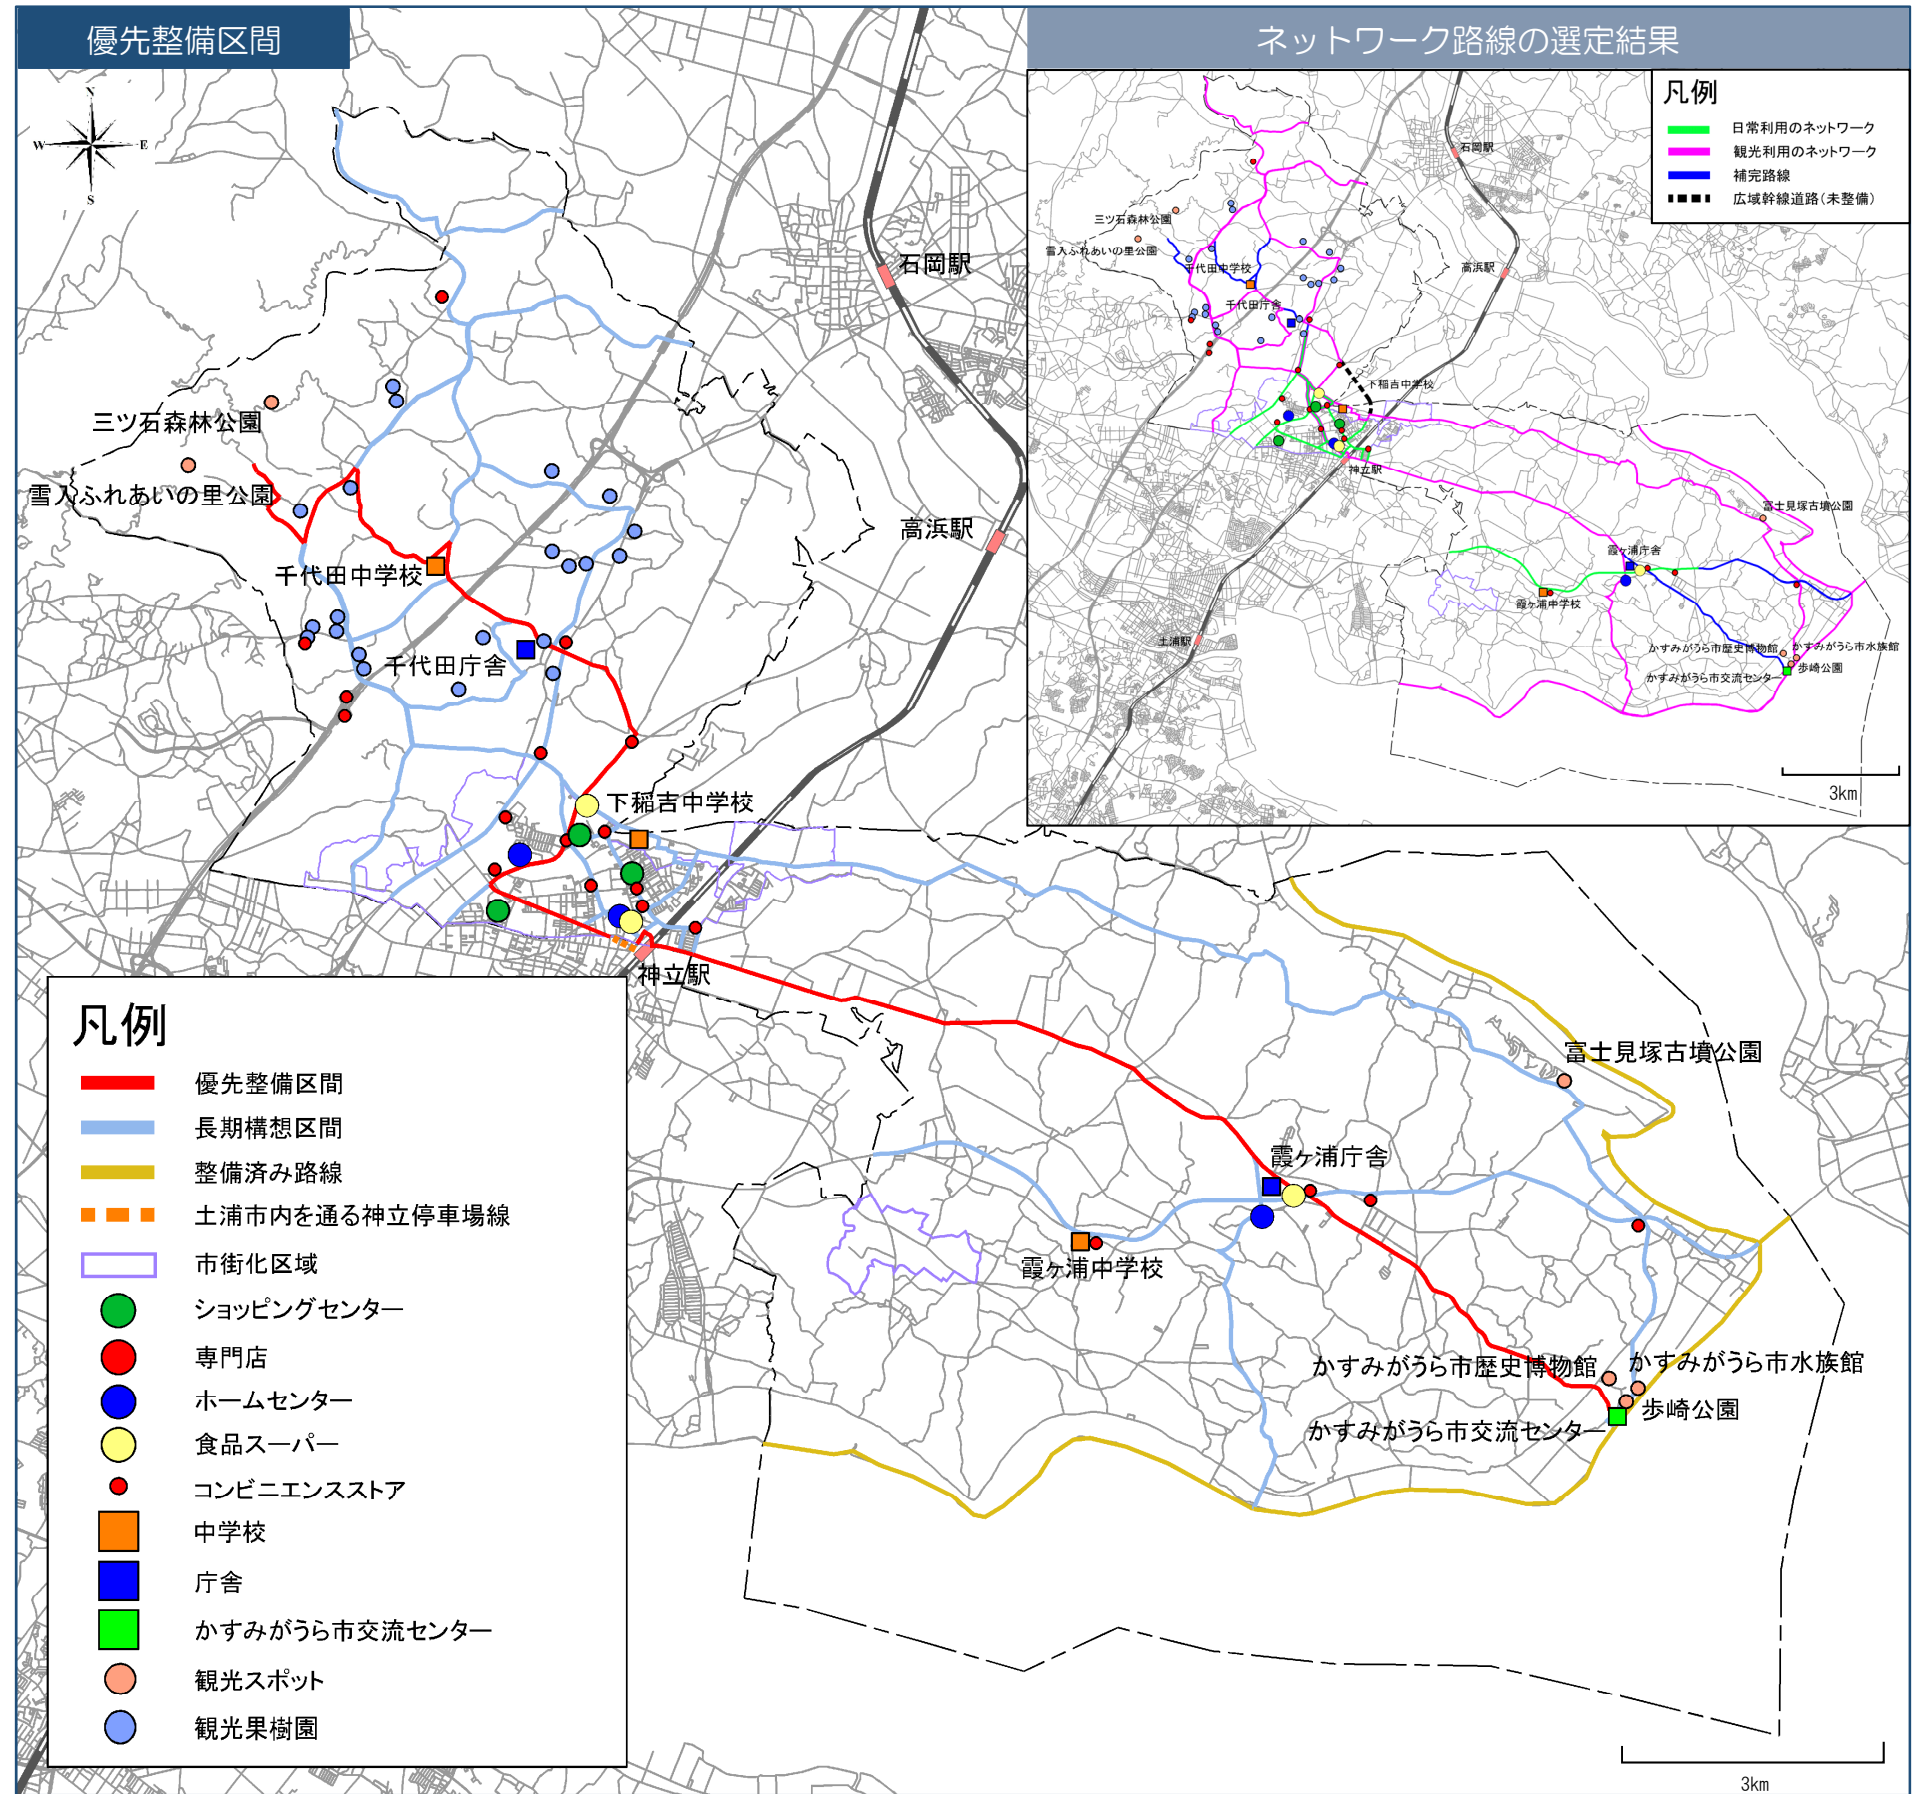 優先整備区間
N
W
E
S
石岡駅
三ツ石森林公園
雪入ふれあいの里公園
高浜駅
千代田中学校
千代田庁舎
下稲吉中学校
神立駅
富士見塚古墳公園
霞ヶ浦庁舎
霞ヶ浦中学校
かすみがうら市歴史博物館
かすみがうら市水族館
歩崎公園
かすみがうら市交流センター
3km
凡例
優先整備区間
長期構想区間
整備済み路線
土浦市内を通る神立停車場線
市街化区域
ショッピングセンター
専門店
ホームセンター
食品スーパー
コンビニエンスストア
中学校
庁舎
かすみがうら市交流センター
観光スポット
観光果樹園
ネットワーク路線の選定結果
凡例
日常利用のネットワーク
観光利用のネットワーク
補完路線
広域幹線道路(未整備)
石岡駅
三ツ石森林公園
雪入ふれあいの里公園
高浜駅
千代田中学校
千代田庁舎
下稲吉中学校
神立駅
富士見塚古墳公園
霞ヶ浦庁舎
霞ヶ浦中学校
土浦駅
かすみがうら市歴史博物館
かすみがうら市水族館
歩崎公園
かすみがうら市交流センター
3km